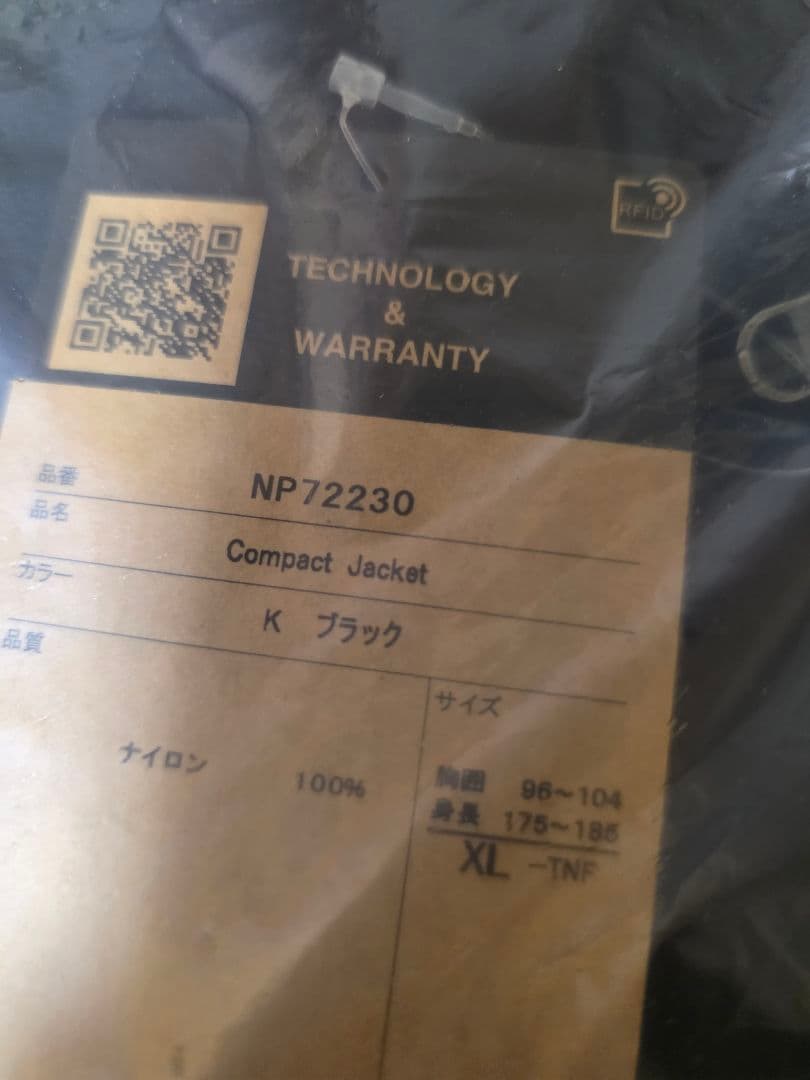 RFID
TECHNOLOGY
&
WARRANTY
品番
NP72230
品名
Compact Jacket
カラー
K ブラック
品質
ナイロン 100%
サイズ
胸囲 96~104
身長 175~185
XL -TNF